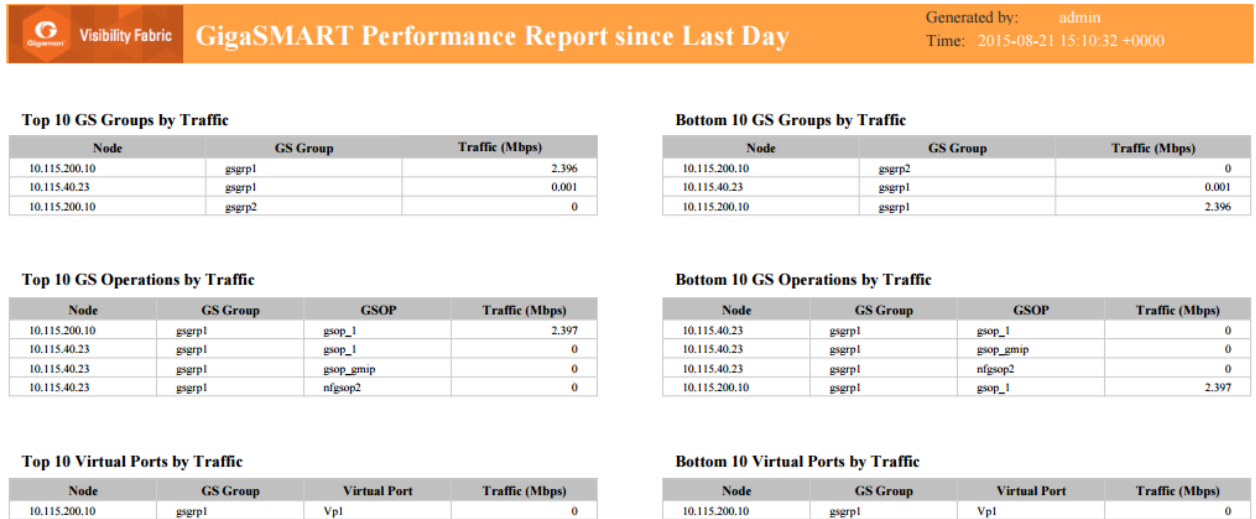 Gigamon Visibility Fabric GigaSMART Performance Report since Last Day
Generated by: admin
Time: 2015-08-21 15:10:32 +0000
Top 10 GS Groups by Traffic
Node GS Group Traffic (Mbps)
10.115.200.10 gsgrp1 2.396
10.115.40.23 gsgrp1 0.001
10.115.200.10 gsgrp2 0
Bottom 10 GS Groups by Traffic
Node GS Group Traffic (Mbps)
10.115.200.10 gsgrp2 0
10.115.40.23 gsgrp1 0.001
10.115.200.10 gsgrp1 2.396
Top 10 GS Operations by Traffic
Node GS Group GSOP Traffic (Mbps)
10.115.200.10 gsgrp1 gsop_1 2.397
10.115.40.23 gsgrp1 gsop_1 0
10.115.40.23 gsgrp1 gsop_gmip 0
10.115.40.23 gsgrp1 nfgsop2 0
Bottom 10 GS Operations by Traffic
Node GS Group GSOP Traffic (Mbps)
10.115.40.23 gsgrp1 gsop_1 0
10.115.40.23 gsgrp1 gsop_gmip 0
10.115.40.23 gsgrp1 nfgsop2 0
10.115.200.10 gsgrp1 gsop_1 2.397
Top 10 Virtual Ports by Traffic
Node GS Group Virtual Port Traffic (Mbps)
10.115.200.10 gsgrp1 Vp1 0
Bottom 10 Virtual Ports by Traffic
Node GS Group Virtual Port Traffic (Mbps)
10.115.200.10 gsgrp1 Vp1 0